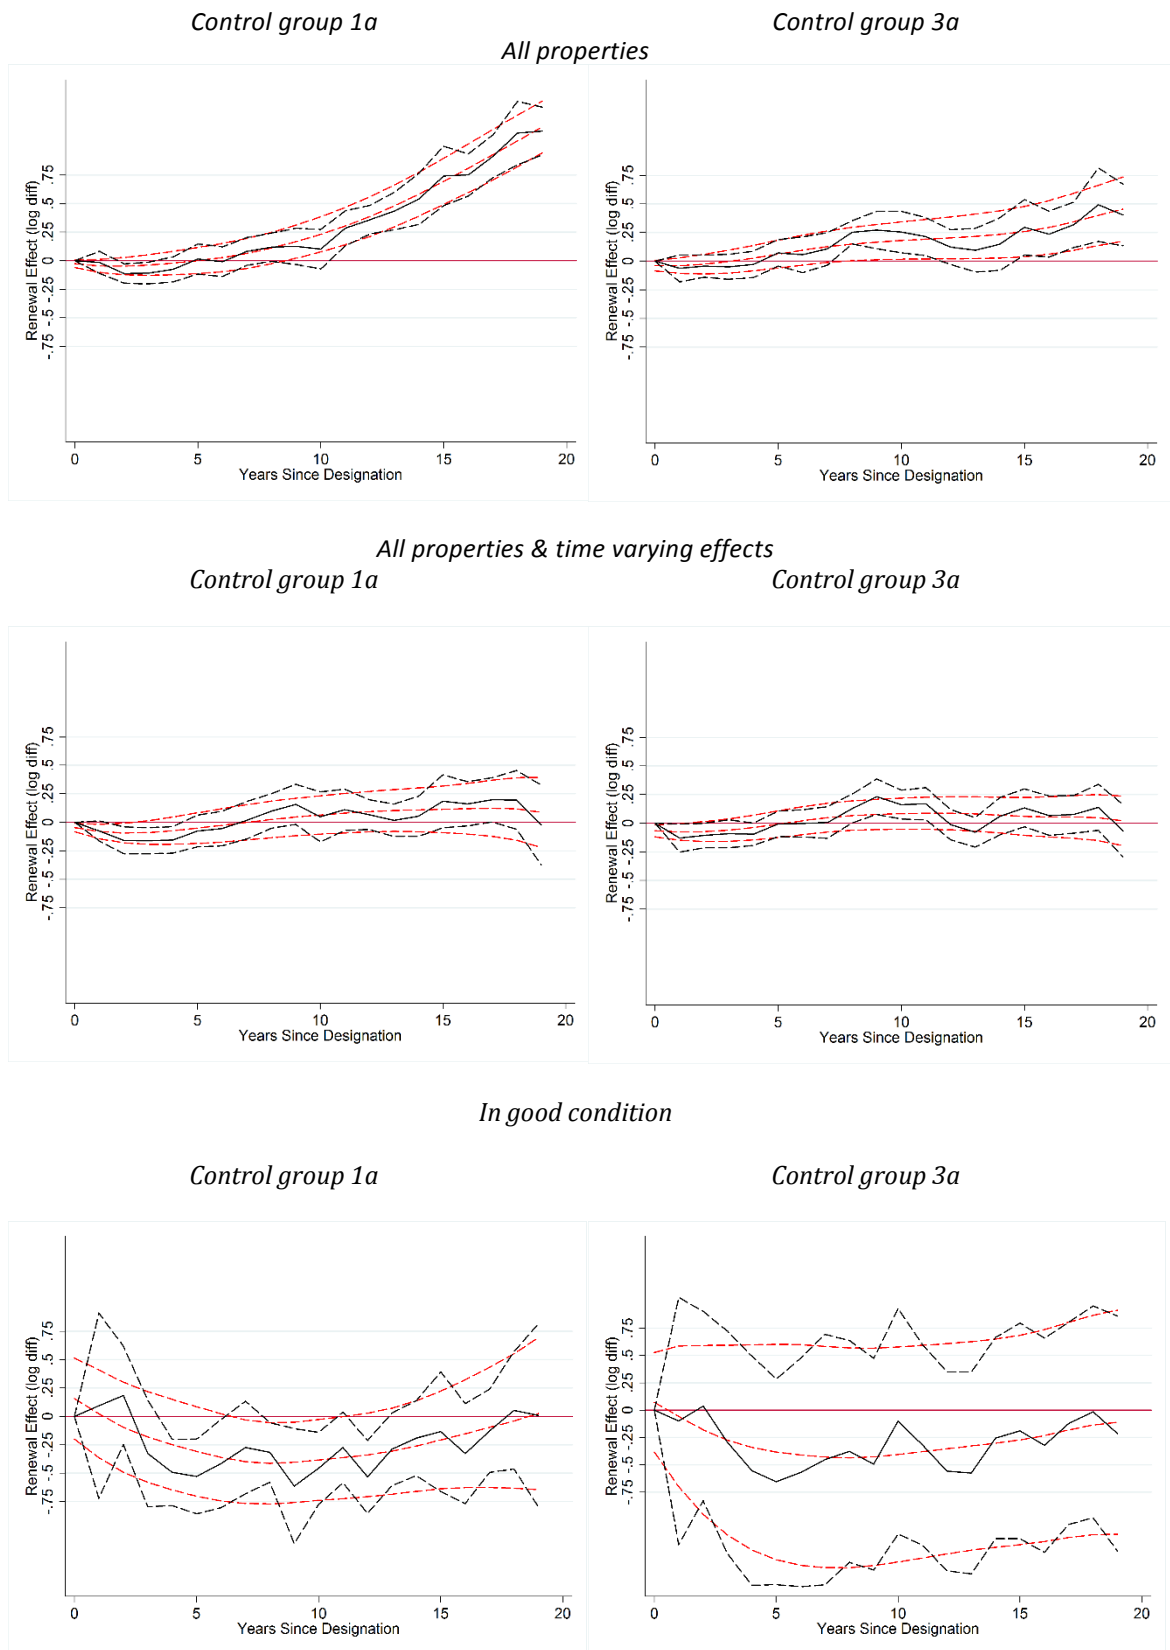 Control group 1a
Control group 3a
All properties
Renewal Effect (log diff)
-.75 -.5 -.25 0 .25 .5 .75
0 5 10 15 20
Years Since Designation
Renewal Effect (log diff)
-.75 -.5 -.25 0 .25 .5 .75
0 5 10 15 20
Years Since Designation
All properties & time varying effects
Control group 1a
Control group 3a
Renewal Effect (log diff)
-.75 -.5 -.25 0 .25 .5 .75
0 5 10 15 20
Years Since Designation
Renewal Effect (log diff)
-.75 -.5 -.25 0 .25 .5 .75
0 5 10 15 20
Years Since Designation
In good condition
Control group 1a
Control group 3a
Renewal Effect (log diff)
-.75 -.5 -.25 0 .25 .5 .75
0 5 10 15 20
Years Since Designation
Renewal Effect (log diff)
-.75 -.5 -.25 0 .25 .5 .75
0 5 10 15 20
Years Since Designation